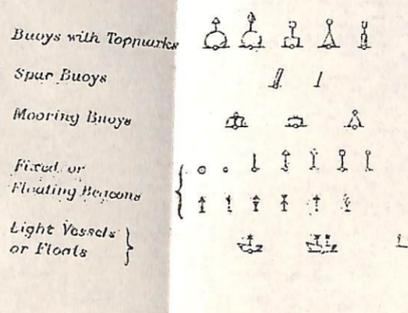 Buoys with Topmarks
Spar Buoys
Mooring Buoys
Fixed or
Floating Beacons
Light Vessels
or Floats